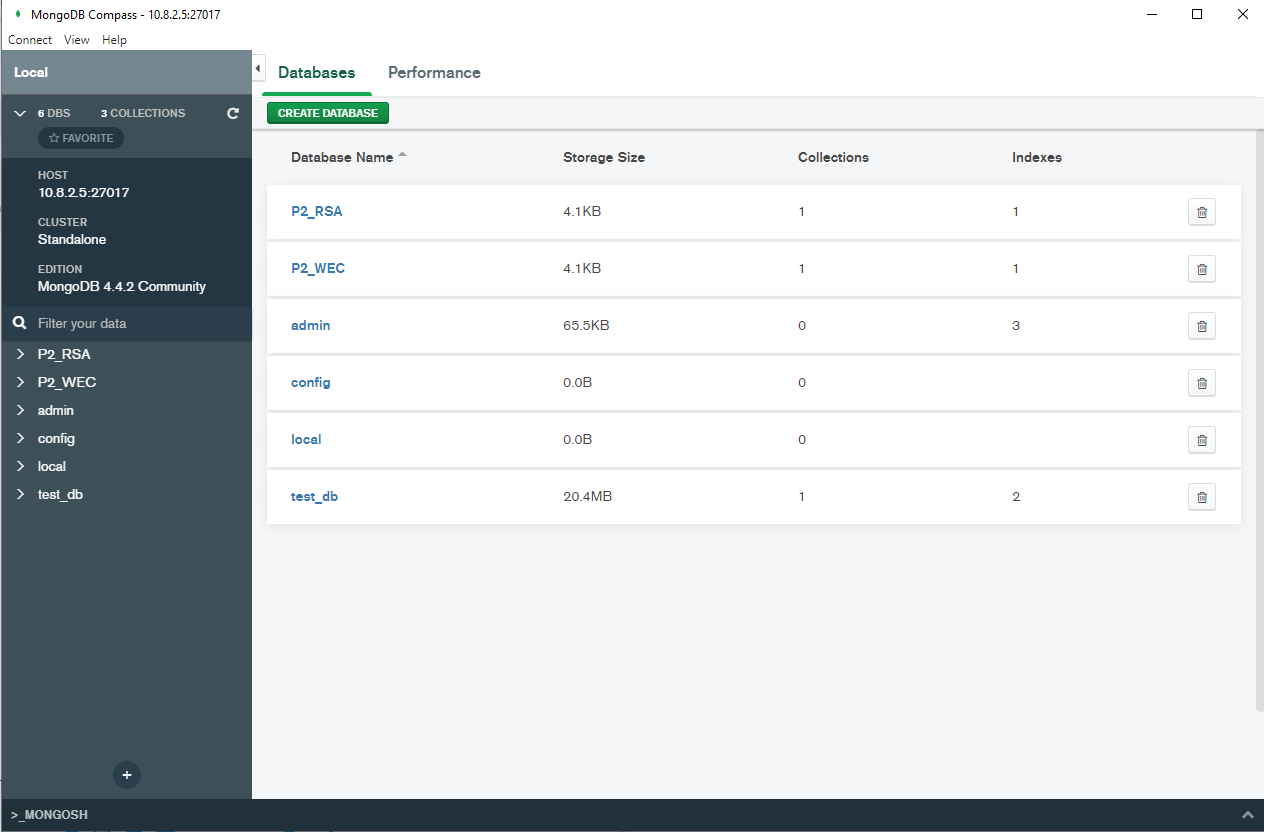 MongoDB Compass - 10.8.2.5:27017
Connect View Help
Local
6 DBS 3 COLLECTIONS
FAVORITE
HOST
10.8.2.5:27017
CLUSTER
Standalone
EDITION
MongoDB 4.4.2 Community
Filter your data
P2_RSA
P2_WEC
admin
config
local
test_db
+
Databases Performance
CREATE DATABASE
Database Name Storage Size Collections Indexes
P2_RSA 4.1KB 1 1
P2_WEC 4.1KB 1 1
admin 65.5KB 0 3
config 0.0B 0
local 0.0B 0
test_db 20.4MB 1 2
>_MONGOSH